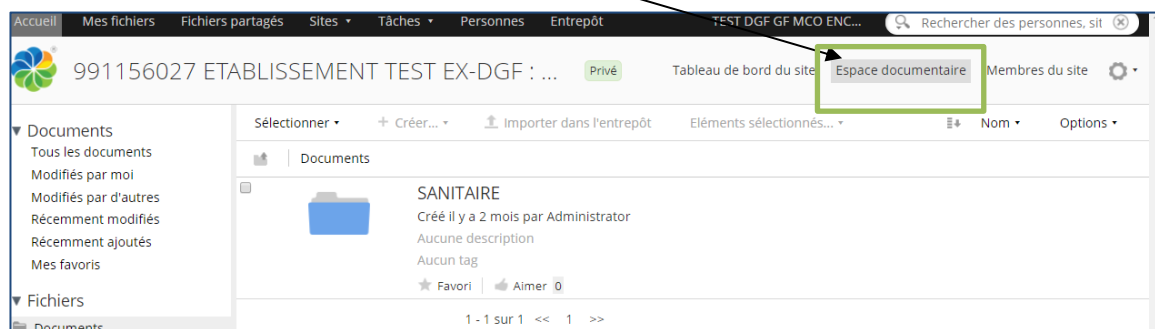 Accueil Mes fichiers Fichiers partagés Sites Tâches Personnes Entrepôt TEST DGF GF MCO ENC... Rechercher des personnes, sit
991156027 ETABLISSEMENT TEST EX-DGF : ... Privé Tableau de bord du site Espace documentaire Membres du site
Documents
Tous les documents
Modifiés par moi
Modifiés par d'autres
Récemment modifiés
Récemment ajoutés
Mes favoris
Fichiers
Documents
Sélectionner + Créer... Importer dans l'entrepôt Eléments sélectionnés... Nom Options
Documents
SANITAIRE
Créé il y a 2 mois par Administrator
Aucune description
Aucun tag
Favori Aimer 0
1 - 1 sur 1 << 1 >>